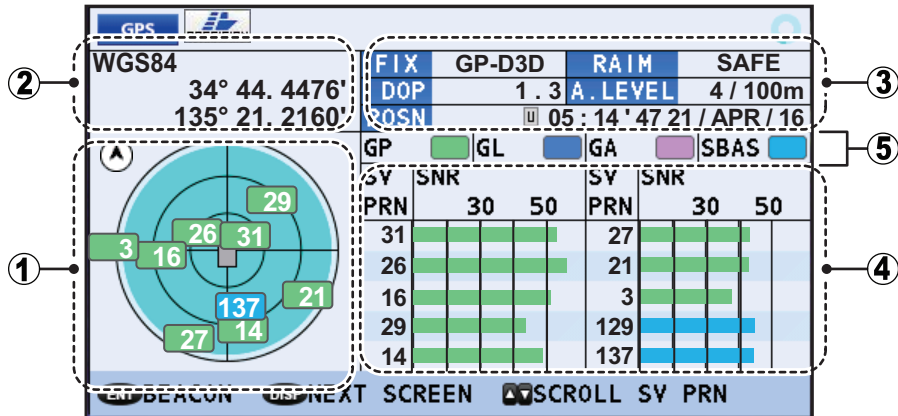 GPS
WGS84
34° 44. 4476'
135° 21. 2160'
FIX GP-D3D RAIM SAFE
DOP 1 . 3 A.LEVEL 4 / 100m
POSN U 05 : 14 ' 47 21 / APR / 16
GP GL GA SBAS
SV SNR SV SNR
PRN 30 50 PRN 30 50
31 27
26 21
16 3
29 129
14 137
29
26 31
3 16
21
137
27 14
ENT BEACON DISP NEXT SCREEN ▲▼ SCROLL SV PRN
1
2
3
4
5